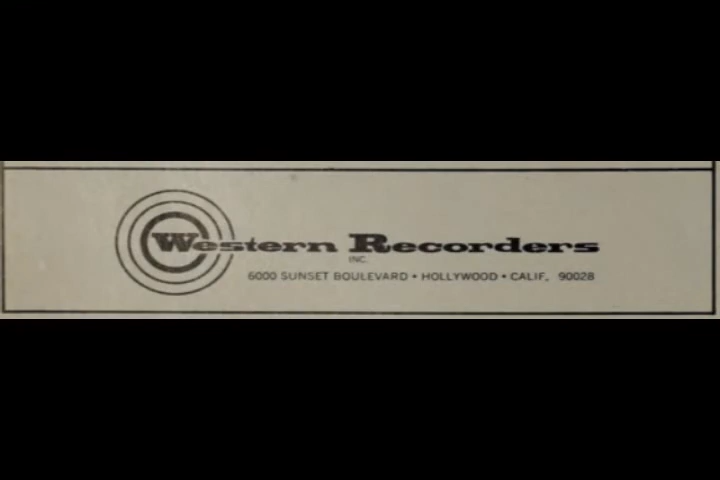 Western Recorders
INC.
6000 SUNSET BOULEVARD • HOLLYWOOD • CALIF. 90028